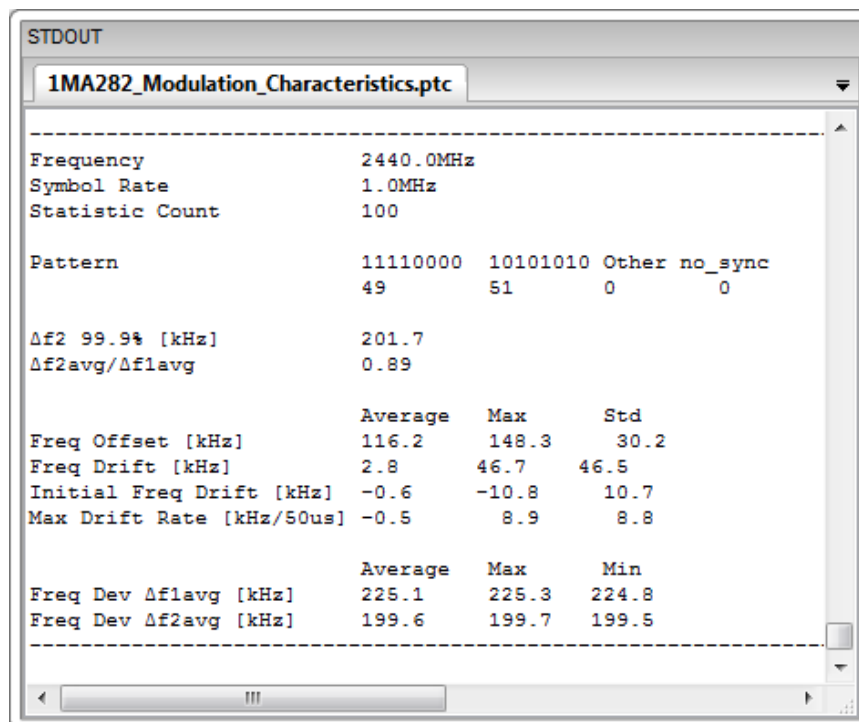 STDOUT
1MA282_Modulation_Characteristics.ptc
--------------------------------------------------------------
Frequency 2440.0MHz
Symbol Rate 1.0MHz
Statistic Count 100
Pattern 11110000 10101010 Other no_sync
49 51 0 0
Δf2 99.9% [kHz] 201.7
Δf2avg/Δf1avg 0.89
Average Max Std
Freq Offset [kHz] 116.2 148.3 30.2
Freq Drift [kHz] 2.8 46.7 46.5
Initial Freq Drift [kHz] -0.6 -10.8 10.7
Max Drift Rate [kHz/50us] -0.5 8.9 8.8
Average Max Min
Freq Dev Δf1avg [kHz] 225.1 225.3 224.8
Freq Dev Δf2avg [kHz] 199.6 199.7 199.5
--------------------------------------------------------------